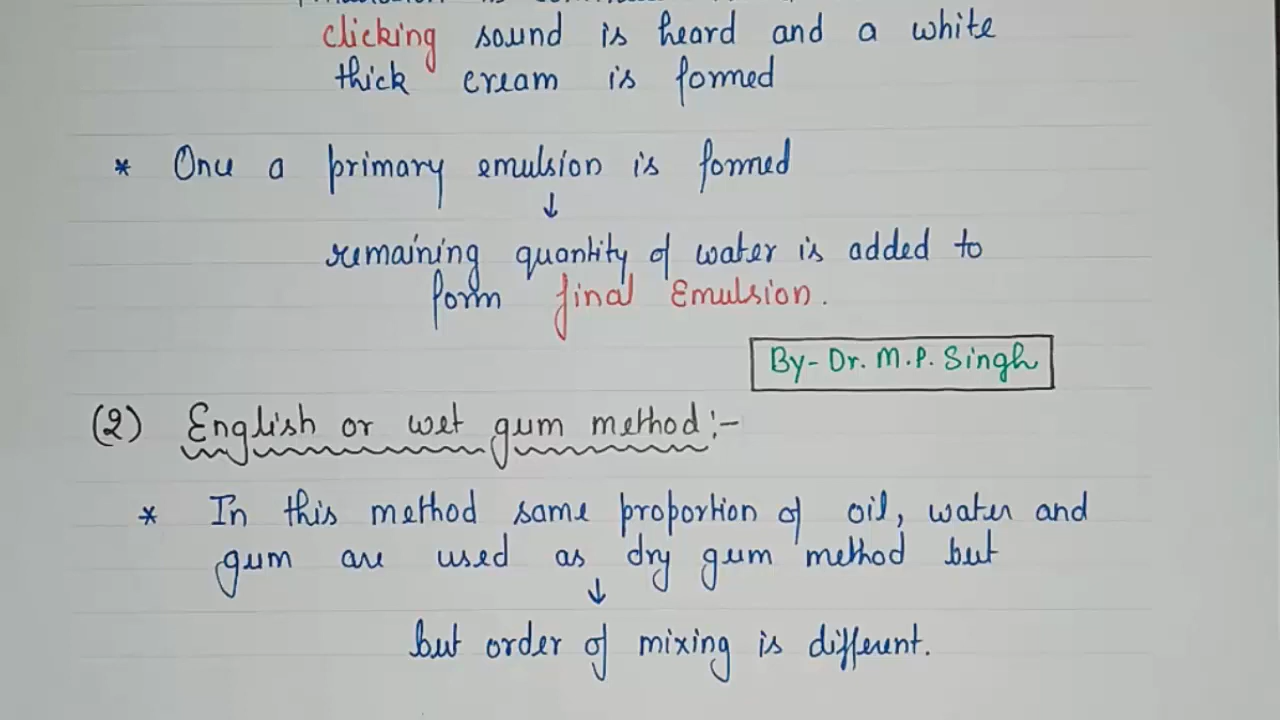 clicking sound is heard and a white
thick cream is formed
* Once a primary emulsion is formed
↓
remaining quantity of water is added to
form final Emulsion.
By- Dr. M.P. Singh
(2) English or wet gum method:-
* In this method same proportion of oil, water and
gum are used as dry gum method but
↓
but order of mixing is different.